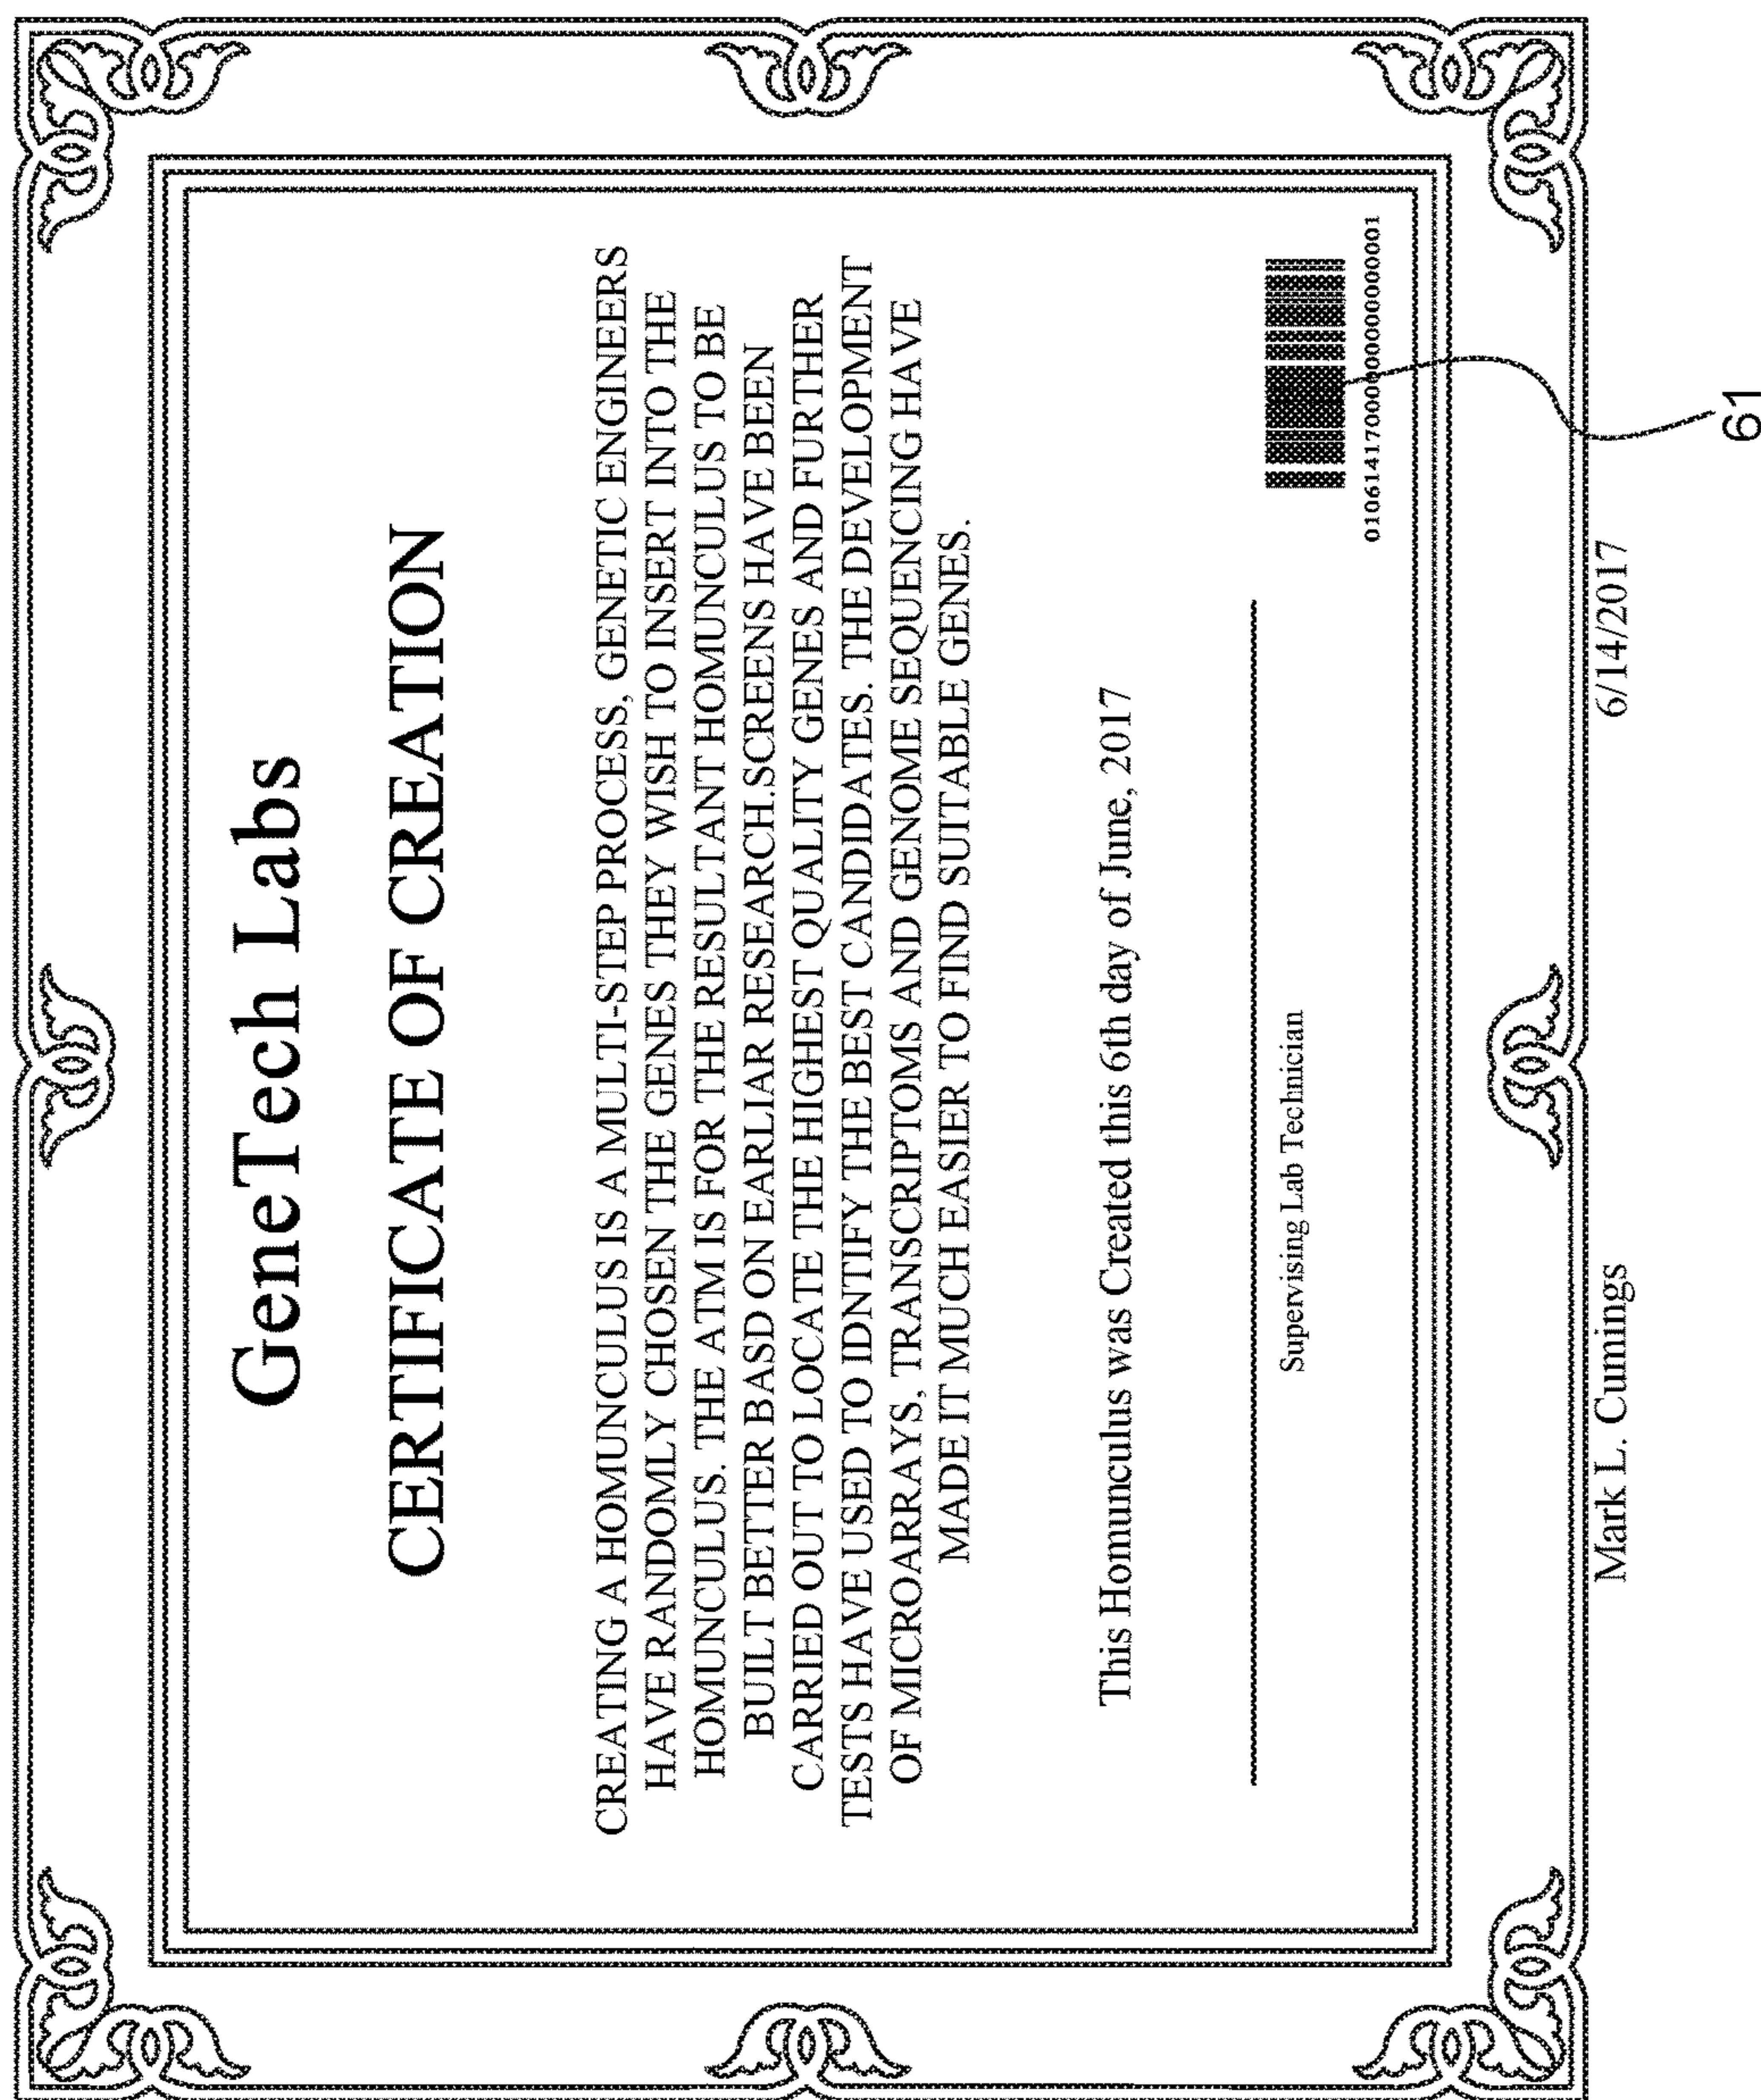 GeneTech Labs
CERTIFICATE OF CREATION
CREATING A HOMUNCULUS IS A MULTI-STEP PROCESS, GENETIC ENGINEERS
HAVE RANDOMLY CHOSEN THE GENES THEY WISH TO INSERT INTO THE
HOMUNCULUS. THE ATM IS FOR THE RESULTANT HOMUNCULUS TO BE
BUILT BETTER BASD ON EARLIAR RESEARCH.SCREENS HAVE BEEN
CARRIED OUT TO LOCATE THE HIGHEST QUALITY GENES AND FURTHER
TESTS HAVE USED TO IDNTIFY THE BEST CANDIDATES. THE DEVELOPMENT
OF MICROARRAYS, TRANSCRIPTOMS AND GENOME SEQUENCING HAVE
MADE IT MUCH EASIER TO FIND SUITABLE GENES.
This Homunculus was Created this 6th day of June, 2017
Supervising Lab Technician
Mark L. Cumings
6/14/2017
61